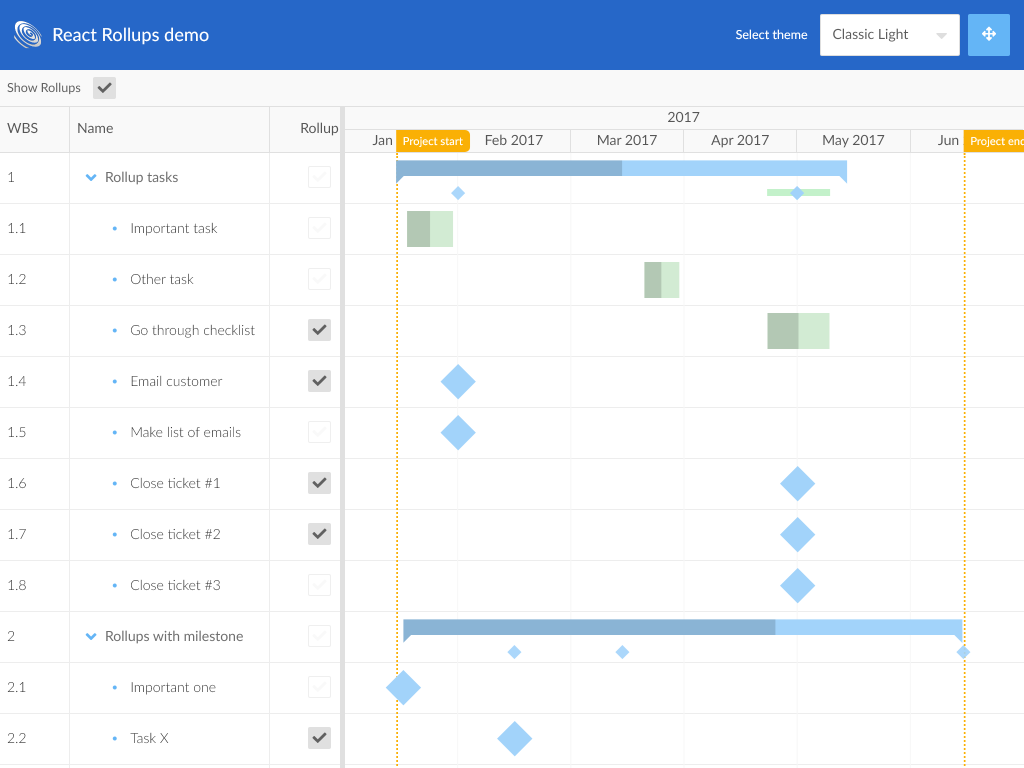 React Rollups demo
Select theme
Classic Light
Show Rollups
WBS Name Rollup
2017
Jan Project start Feb 2017 Mar 2017 Apr 2017 May 2017 Jun Project end
1 Rollup tasks
1.1 Important task
1.2 Other task
1.3 Go through checklist
1.4 Email customer
1.5 Make list of emails
1.6 Close ticket #1
1.7 Close ticket #2
1.8 Close ticket #3
2 Rollups with milestone
2.1 Important one
2.2 Task X